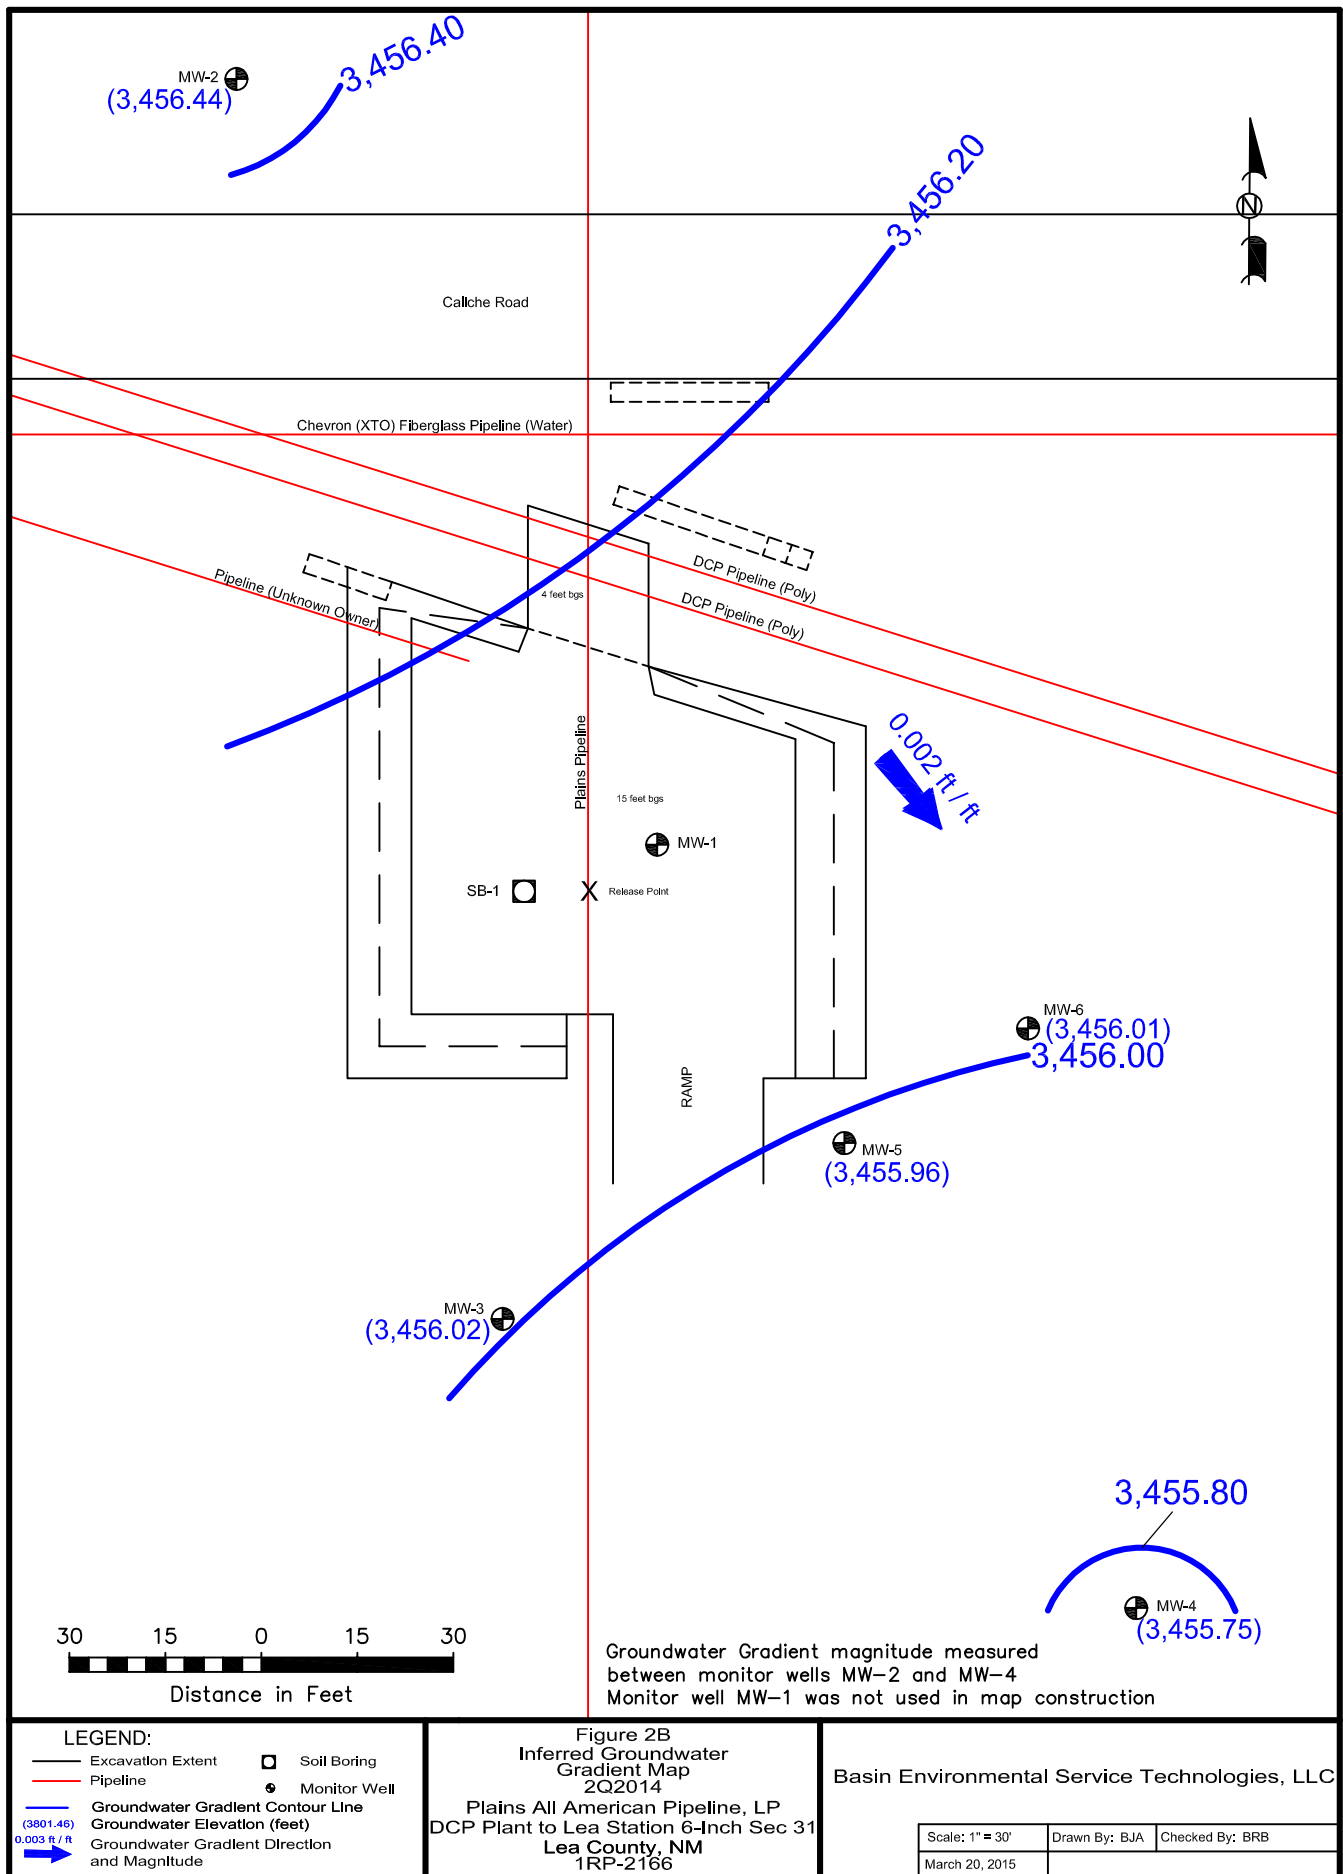 MW-2
(3,456.44)
3,456.40
3,456.20
N
Caliche Road
Chevron (XTO) Fiberglass Pipeline (Water)
DCP Pipeline (Poly)
DCP Pipeline (Poly)
Pipeline (Unknown Owner)
4 feet bgs
Plains Pipeline
0.002 ft / ft
15 feet bgs
MW-1
SB-1
X
Release Point
MW-6
(3,456.01)
3,456.00
RAMP
MW-5
(3,455.96)
MW-3
(3,456.02)
3,455.80
MW-4
(3,455.75)
30 15 0 15 30
Distance in Feet
Groundwater Gradient magnitude measured
between monitor wells MW-2 and MW-4
Monitor well MW-1 was not used in map construction
LEGEND:
Excavation Extent
Soil Boring
Pipeline
Monitor Well
Groundwater Gradient Contour Line
(3801.46) Groundwater Elevation (feet)
0.003 ft / ft Groundwater Gradient Direction
and Magnitude
Figure 2B
Inferred Groundwater
Gradient Map
2Q2014
Plains All American Pipeline, LP
DCP Plant to Lea Station 6-Inch Sec 31
Lea County, NM
1RP-2166
Basin Environmental Service Technologies, LLC
Scale: 1" = 30'
Drawn By: BJA
Checked By: BRB
March 20, 2015